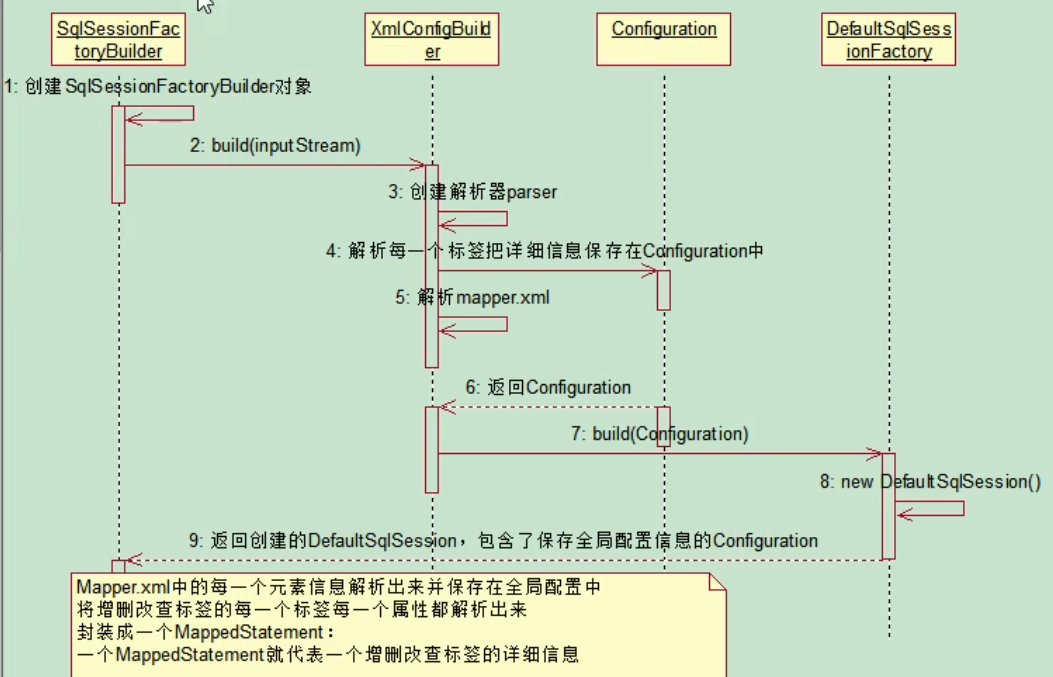 SqlSessionFac
toryBuilder
XmlConfigBuild
er
Configuration
DefaultSqlSess
ionFactory
1: 创建SqlSessionFactoryBuilder对象
2: build(inputStream)
3: 创建解析器parser
4: 解析每一个标签把详细信息保存在Configuration中
5: 解析mapper.xml
6: 返回Configuration
7: build(Configuration)
8: new DefaultSqlSession()
9: 返回创建的DefaultSqlSession，包含了保存全局配置信息的Configuration
Mapper.xml中的每一个元素信息解析出来并保存在全局配置中
将增删改查标签的每一个标签每一个属性都解析出来
封装成一个MappedStatement：
一个MappedStatement就代表一个增删改查标签的详细信息